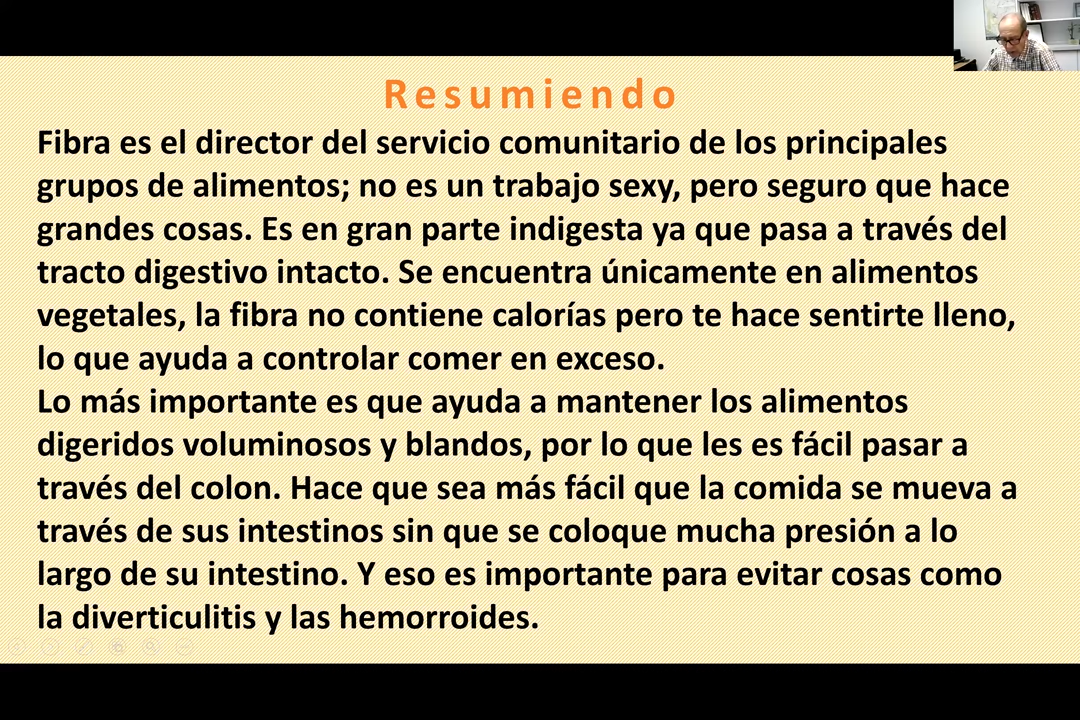 Resumiendo
Fibra es el director del servicio comunitario de los principales
grupos de alimentos; no es un trabajo sexy, pero seguro que hace
grandes cosas. Es en gran parte indigesta ya que pasa a través del
tracto digestivo intacto. Se encuentra únicamente en alimentos
vegetales, la fibra no contiene calorías pero te hace sentirte lleno,
lo que ayuda a controlar comer en exceso.
Lo más importante es que ayuda a mantener los alimentos
digeridos voluminosos y blandos, por lo que les es fácil pasar a
través del colon. Hace que sea más fácil que la comida se mueva a
través de sus intestinos sin que se coloque mucha presión a lo
largo de su intestino. Y eso es importante para evitar cosas como
la diverticulitis y las hemorroides.